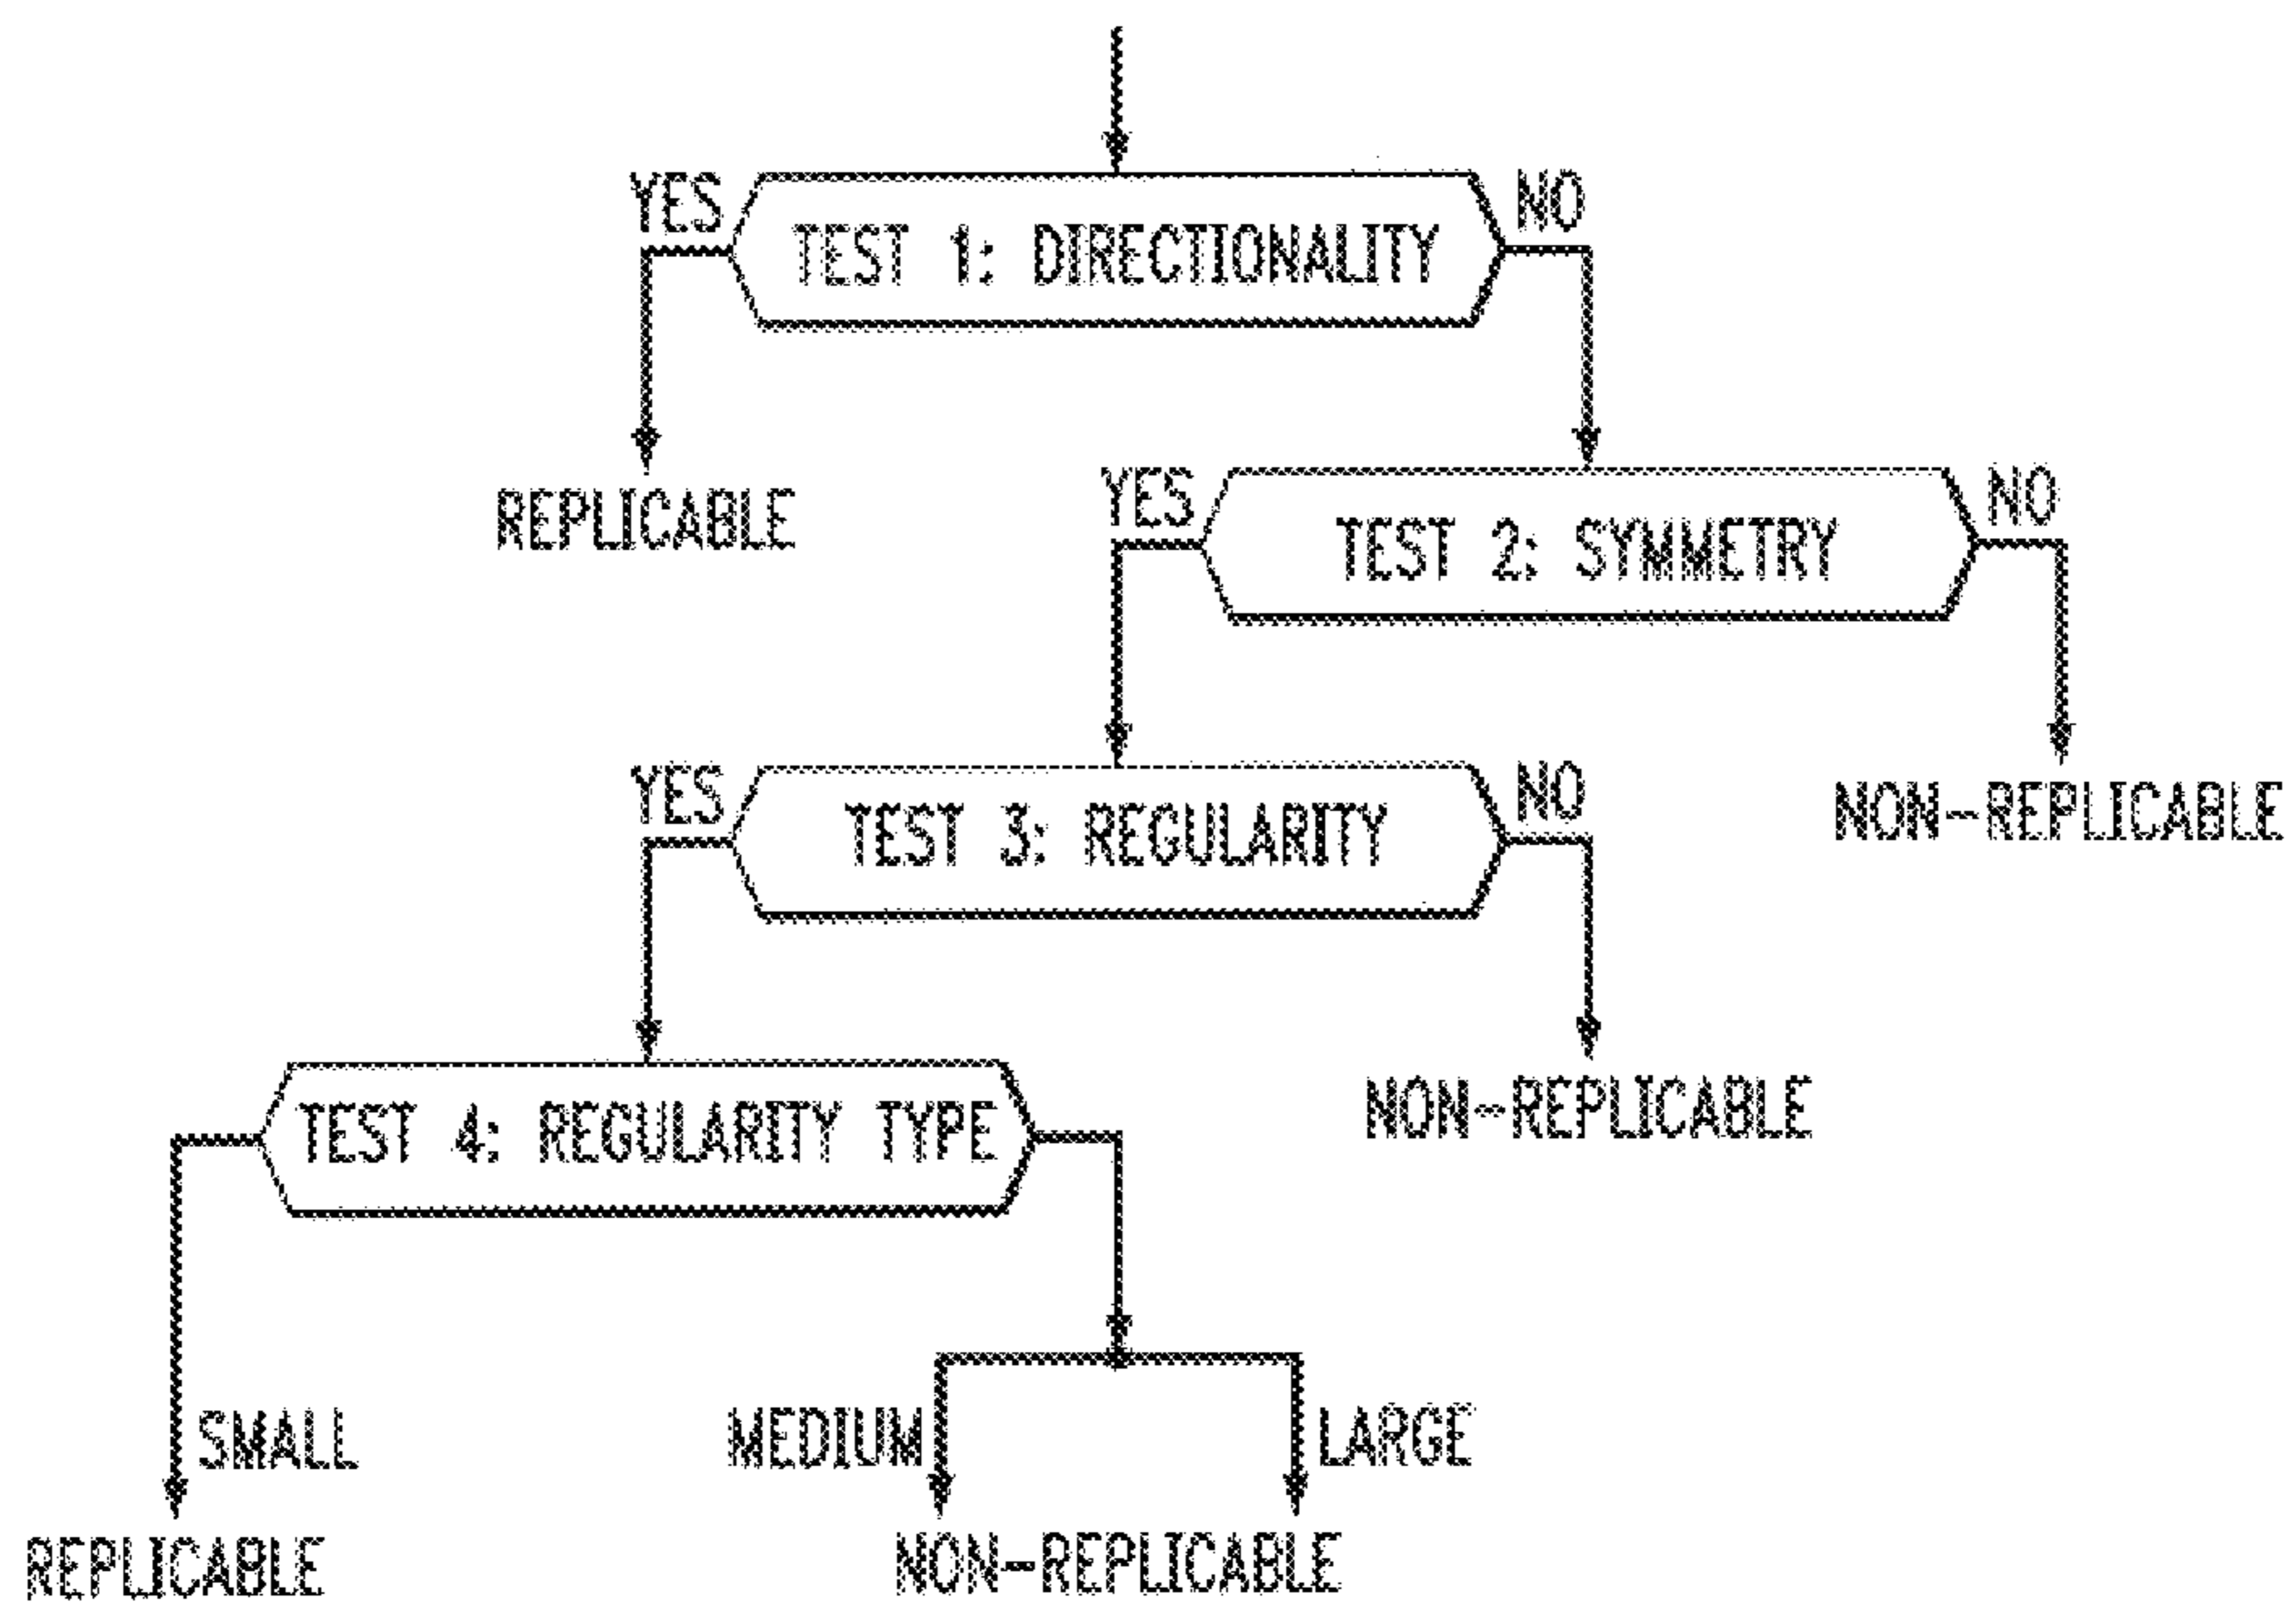 YES
NO
TEST 1: DIRECTIONALITY
REPLICABLE
YES
NO
TEST 2: SYMMETRY
YES
NO
TEST 3: REGULARITY
NON-REPLICABLE
TEST 4: REGULARITY TYPE
NON-REPLICABLE
SMALL
MEDIUM
LARGE
REPLICABLE
NON-REPLICABLE